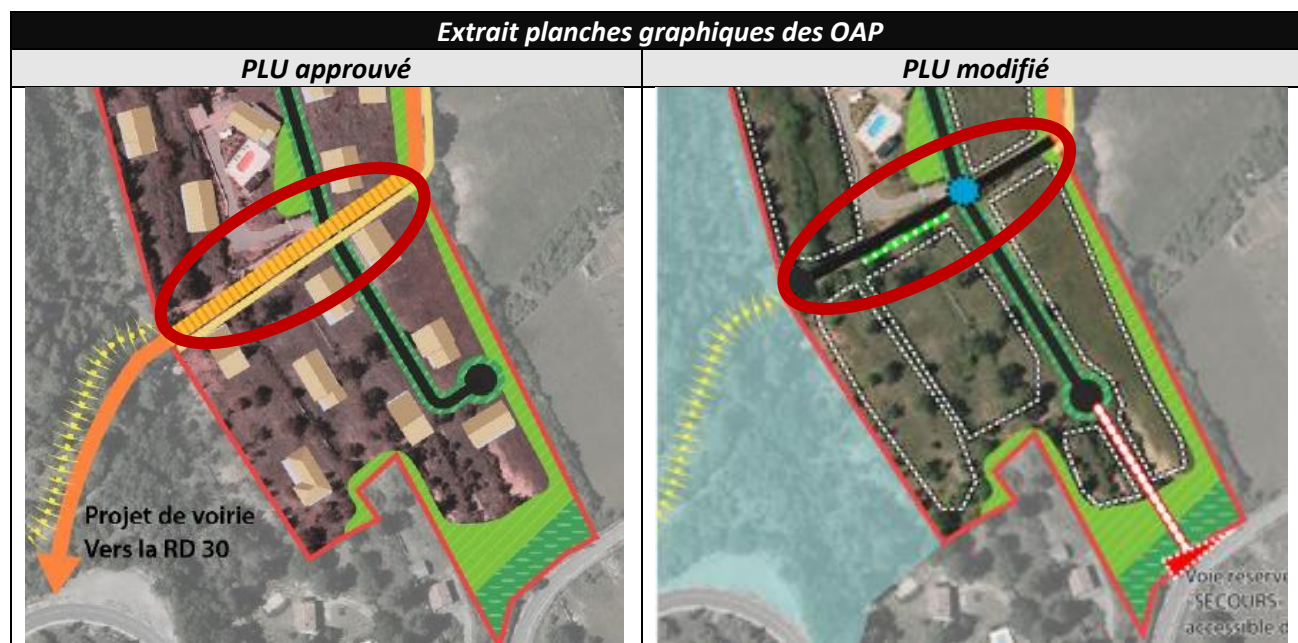 Extrait planches graphiques des OAP
PLU approuvé
PLU modifié
Projet de voirie
Vers la RD 30
Voie réservé
SECOURS
accessible d